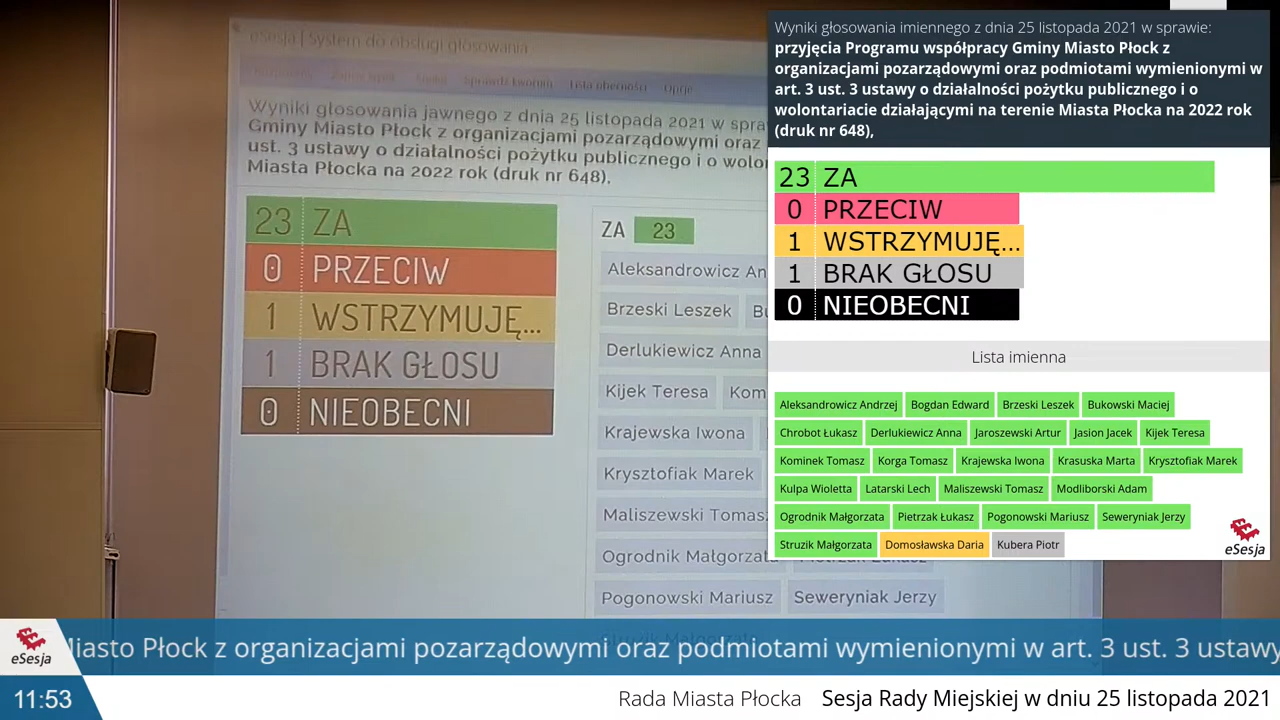 eSesja | System do obsługi głosowania
Sprawdź kworum Lista obecności Opcje
Wyniki głosowania jawnego z dnia 25 listopada 2021 w
Gminy Miasto Płock z organizacjami pozarządowymi oraz
ust. 3 ustawy o działalności pożytku publicznego i o
Miasta Płocka na 2022 rok (druk nr 648),
23 ZA
0 PRZECIW
1 WSTRZYMUJĘ...
1 BRAK GŁOSU
0 NIEOBECNI
ZA 23
Aleksandrowicz
Brzeski Leszek
Derlukiewicz Anna
Kijek Teresa
Krajewska Iwona
Krysztofiak Marek
Maliszewski Tomasz
Ogrodnik Małgorzata Pietrzak Łukasz
Pogonowski Mariusz Seweryniak Jerzy
Wyniki głosowania imiennego z dnia 25 listopada 2021 w sprawie:
przyjęcia Programu współpracy Gminy Miasto Płock z
organizacjami pozarządowymi oraz podmiotami wymienionymi w
art. 3 ust. 3 ustawy o działalności pożytku publicznego i o
wolontariacie działającymi na terenie Miasta Płocka na 2022 rok
(druk nr 648),
23 ZA
0 PRZECIW
1 WSTRZYMUJĘ...
1 BRAK GŁOSU
0 NIEOBECNI
Lista imienna
Aleksandrowicz Andrzej Bogdan Edward Brzeski Leszek Bukowski Maciej
Chrobot Łukasz Derlukiewicz Anna Jaroszewski Artur Jasion Jacek Kijek Teresa
Kominek Tomasz Korga Tomasz Krajewska Iwona Krasuska Marta Krysztofiak Marek
Kulpa Wioletta Latarski Lech Maliszewski Tomasz Modliborski Adam
Ogrodnik Małgorzata Pietrzak Łukasz Pogonowski Mariusz Seweryniak Jerzy
Struzik Małgorzata Domosławska Daria Kubera Piotr
eSesja
eSesja
Miasto Płock z organizacjami pozarządowymi oraz podmiotami wymienionymi w art. 3 ust. 3 ustawy
11:53
Rada Miasta Płocka Sesja Rady Miejskiej w dniu 25 listopada 2021